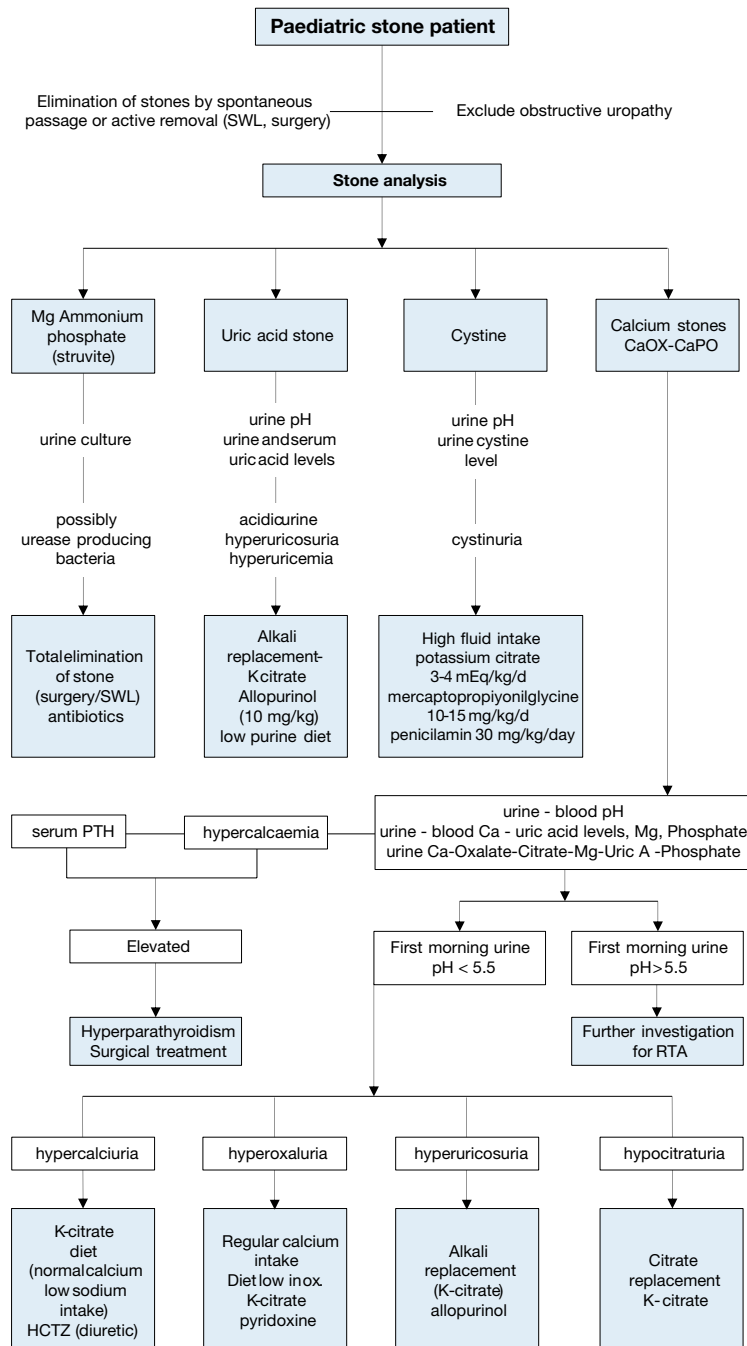 Paediatric stone patient
Elimination of stones by spontaneous
passage or active removal (SWL, surgery)
Exclude obstructive uropathy
Stone analysis
Mg Ammonium
phosphate
(struvite)
Uric acid stone
Cystine
Calcium stones
CaOX-CaPO
urine culture
urine pH
urine and serum
uric acid levels
urine pH
urine cystine
level
possibly
urease producing
bacteria
acidic urine
hyperuricosuria
hyperuricemia
cystinuria
Total elimination
of stone
(surgery/SWL)
antibiotics
Alkali
replacement-
K citrate
Allopurinol
(10 mg/kg)
low purine diet
High fluid intake
potassium citrate
3-4 mEq/kg/d
mercaptopropiyonilglycine
10-15 mg/kg/d
penicilamin 30 mg/kg/day
serum PTH
hypercalcaemia
urine - blood pH
urine - blood Ca - uric acid levels, Mg, Phosphate
urine Ca-Oxalate-Citrate-Mg-Uric A -Phosphate
Elevated
First morning urine
pH < 5.5
First morning urine
pH > 5.5
Hyperparathyroidism
Surgical treatment
Further investigation
for RTA
hypercalciuria
hyperoxaluria
hyperuricosuria
hypocitraturia
K-citrate
diet
(normal calcium
low sodium
intake)
HCTZ (diuretic)
Regular calcium
intake
Diet low in ox.
K-citrate
pyridoxine
Alkali
replacement
(K-citrate)
allopurinol
Citrate
replacement
K- citrate